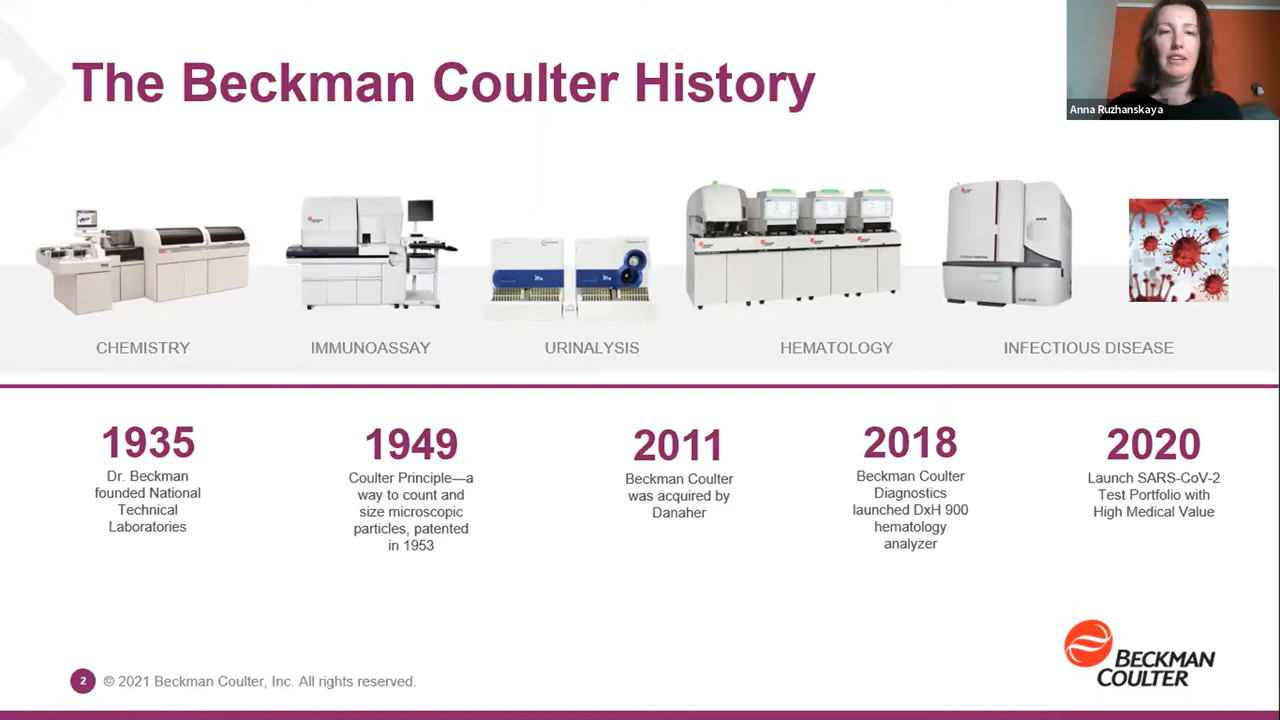 The Beckman Coulter History
Anna Ruzhanskaya
CHEMISTRY
IMMUNOASSAY
URINALYSIS
HEMATOLOGY
INFECTIOUS DISEASE
1935
Dr. Beckman
founded National
Technical
Laboratories
1949
Coulter Principle—a
way to count and
size microscopic
particles, patented
in 1953
2011
Beckman Coulter
was acquired by
Danaher
2018
Beckman Coulter
Diagnostics
launched DxH 900
hematology
analyzer
2020
Launch SARS-CoV-2
Test Portfolio with
High Medical Value
2
© 2021 Beckman Coulter, Inc. All rights reserved.
BECKMAN
COULTER